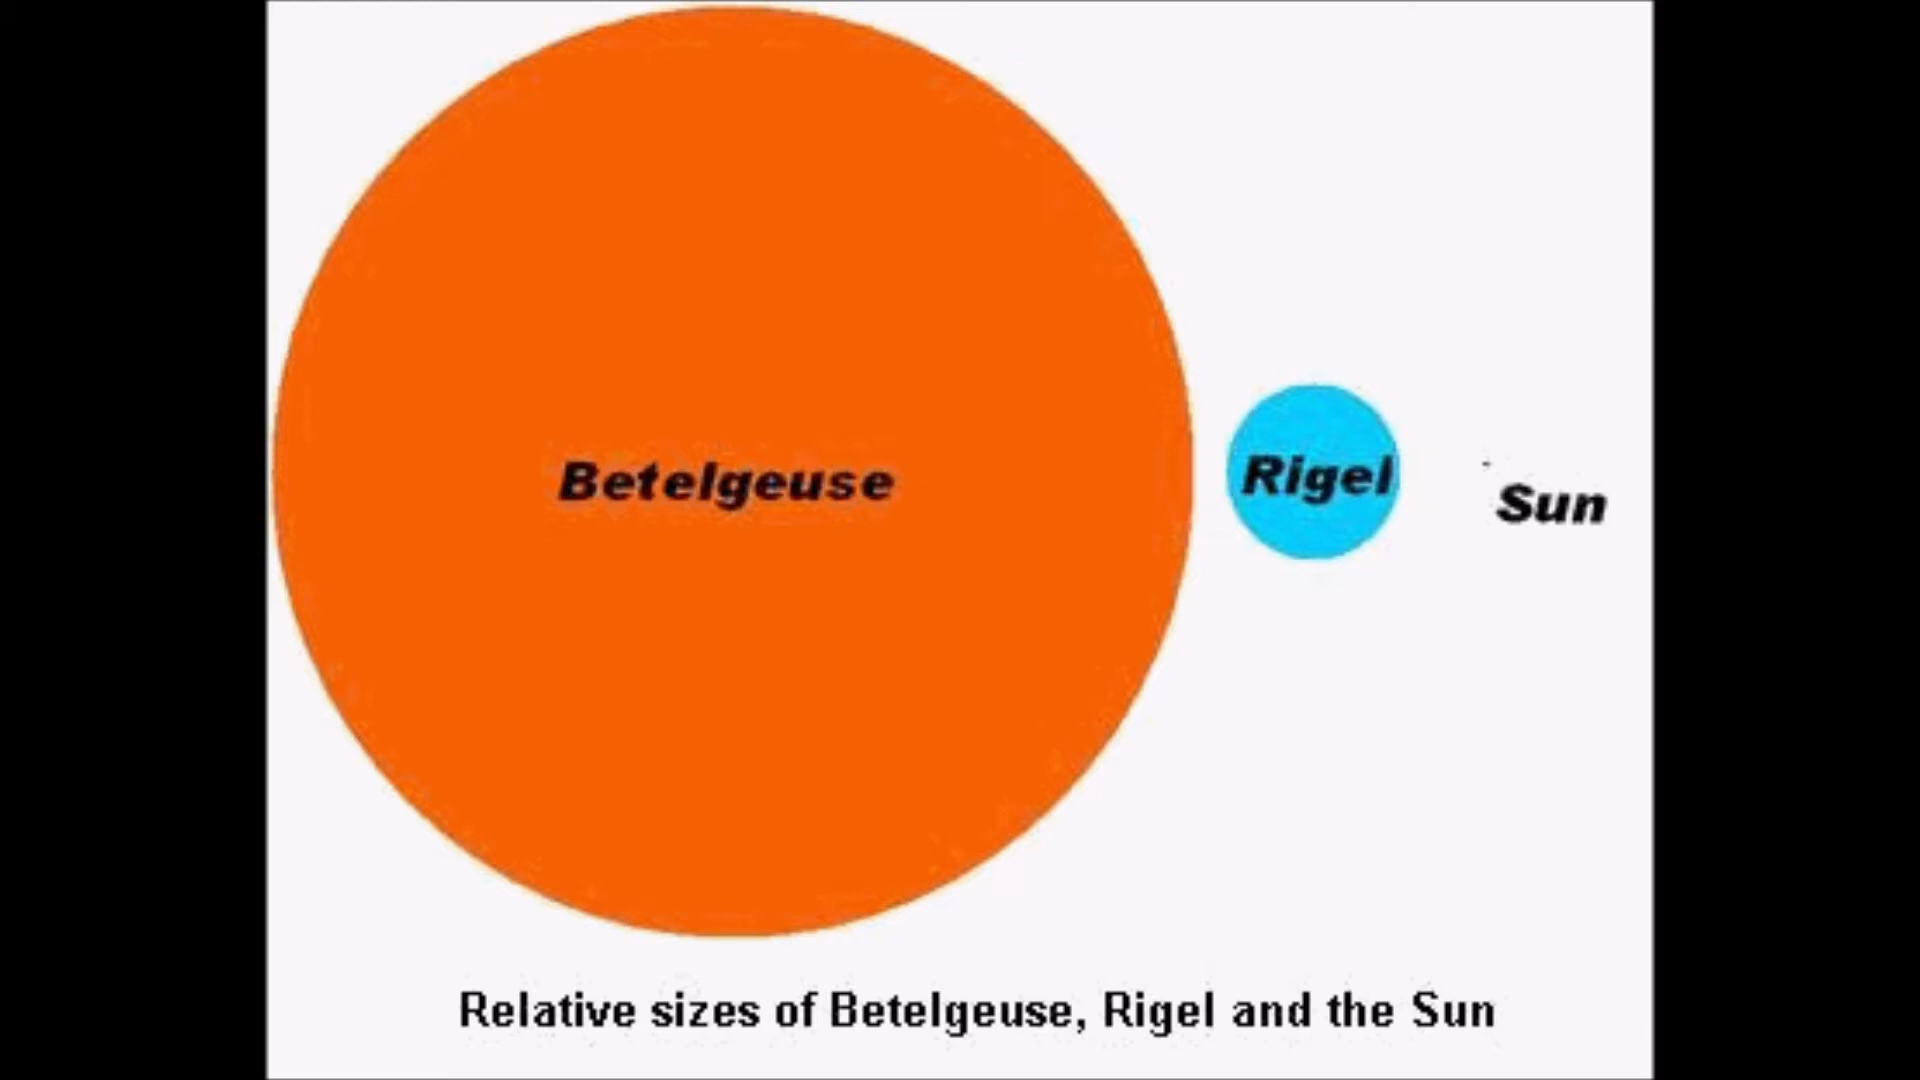 Betelgeuse
Rigel
Sun
Relative sizes of Betelgeuse, Rigel and the Sun